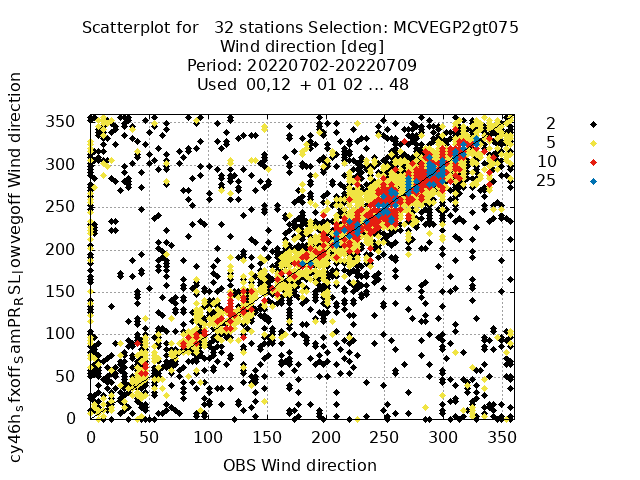 Scatterplot for 32 stations Selection: MCVEGP2gt075
Wind direction [deg]
Period: 20220702-20220709
Used 00,12 + 01 02 ... 48
cy46h_sfxoff_samPR_RSL_lowvegoff Wind direction
350
300
250
200
150
100
50
0
0 50 100 150 200 250 300 350
OBS Wind direction
2
5
10
25